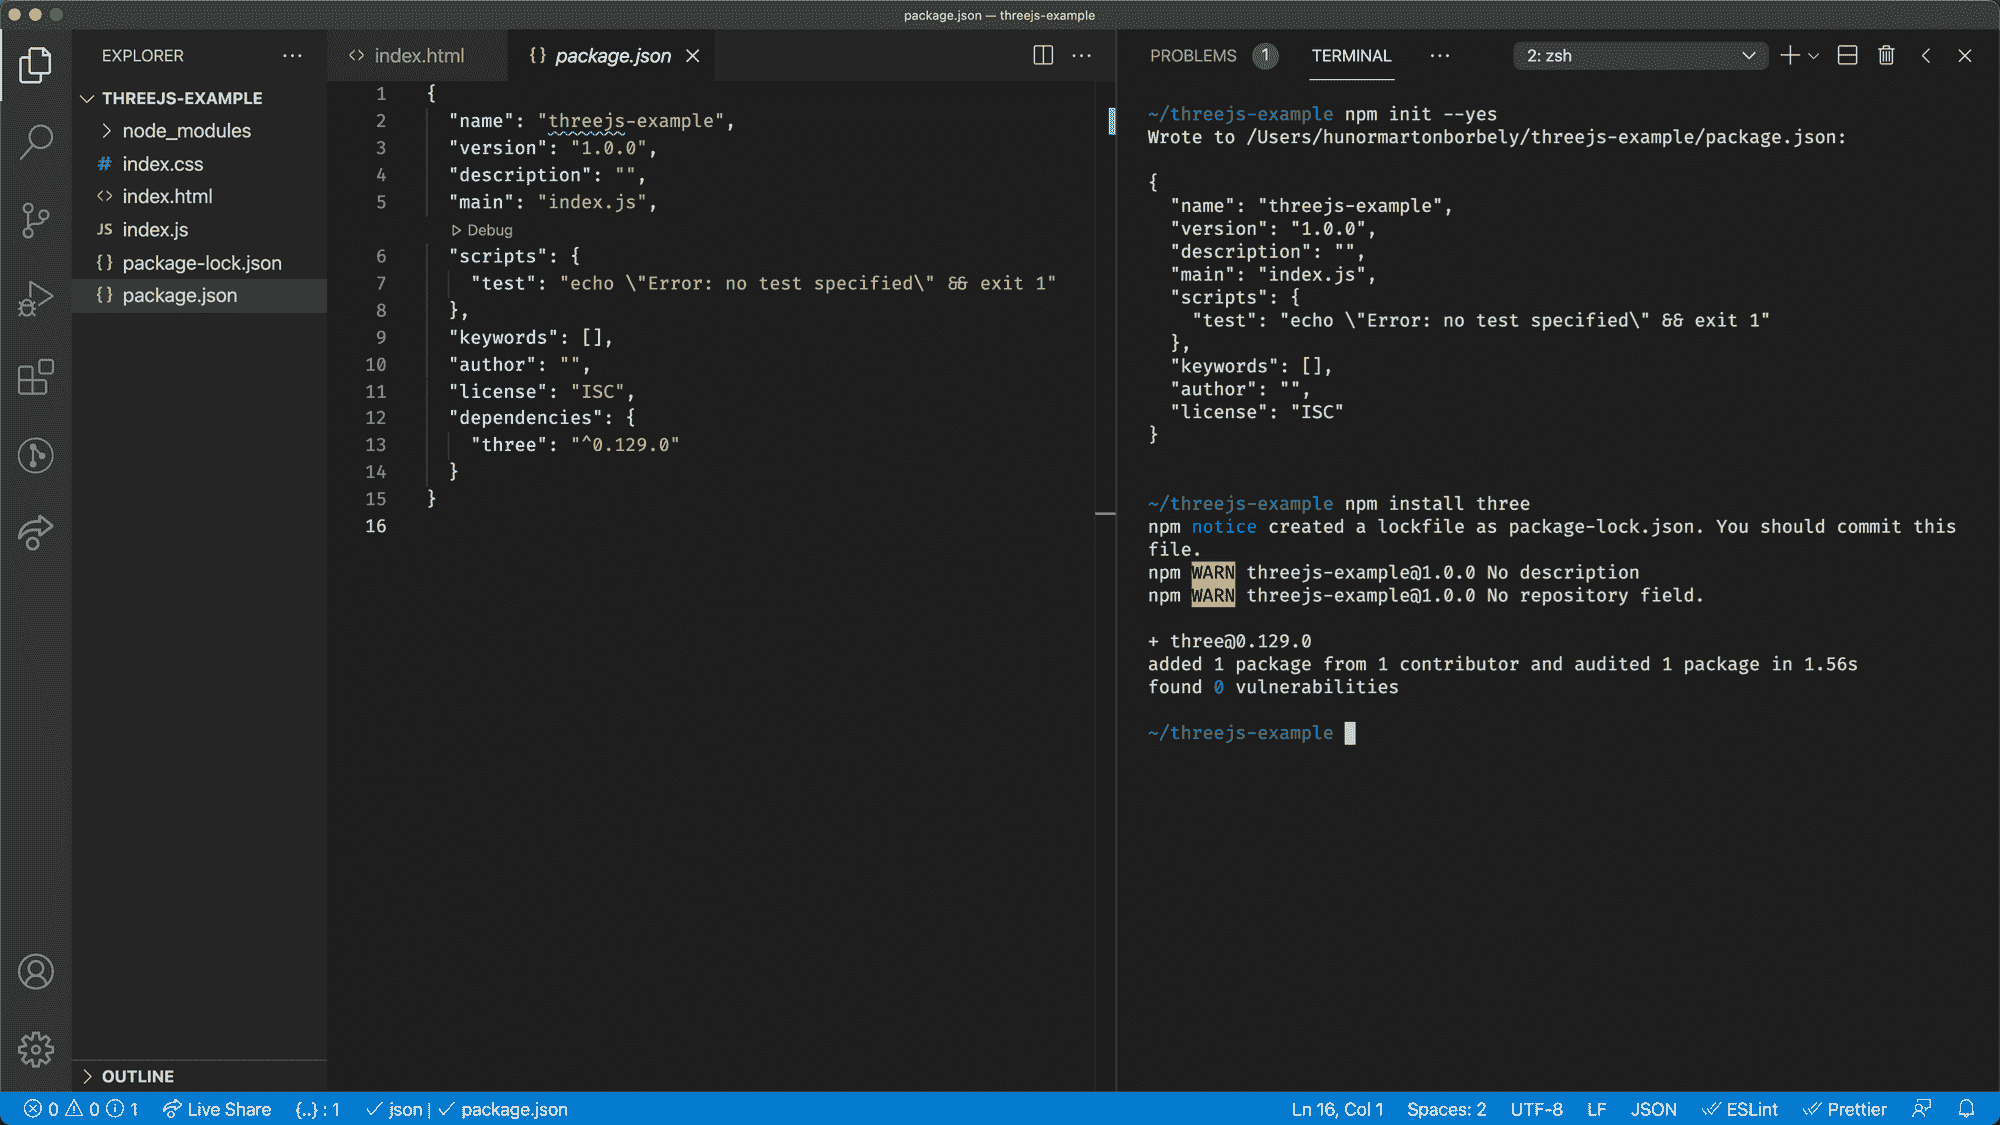 package.json — threejs-example
EXPLORER
THREEJS-EXAMPLE
node_modules
# index.css
<> index.html
JS index.js
{} package-lock.json
{} package.json
OUTLINE
<> index.html
{} package.json
1 {
2 "name": "threejs-example",
3 "version": "1.0.0",
4 "description": "",
5 "main": "index.js",
Debug
6 "scripts": {
7 "test": "echo \"Error: no test specified\" && exit 1"
8 },
9 "keywords": [],
10 "author": "",
11 "license": "ISC",
12 "dependencies": {
13 "three": "^0.129.0"
14 }
15 }
16
PROBLEMS 1 TERMINAL 2: zsh
~/threejs-example npm init --yes
Wrote to /Users/hunormartonborbely/threejs-example/package.json:
{
"name": "threejs-example",
"version": "1.0.0",
"description": "",
"main": "index.js",
"scripts": {
"test": "echo \"Error: no test specified\" && exit 1"
},
"keywords": [],
"author": "",
"license": "ISC"
}
~/threejs-example npm install three
npm notice created a lockfile as package-lock.json. You should commit this
file.
npm WARN threejs-example@1.0.0 No description
npm WARN threejs-example@1.0.0 No repository field.
+ three@0.129.0
added 1 package from 1 contributor and audited 1 package in 1.56s
found 0 vulnerabilities
~/threejs-example
0 0 1 Live Share {..} : 1 json | package.json Ln 16, Col 1 Spaces: 2 UTF-8 LF JSON ESLint Prettier